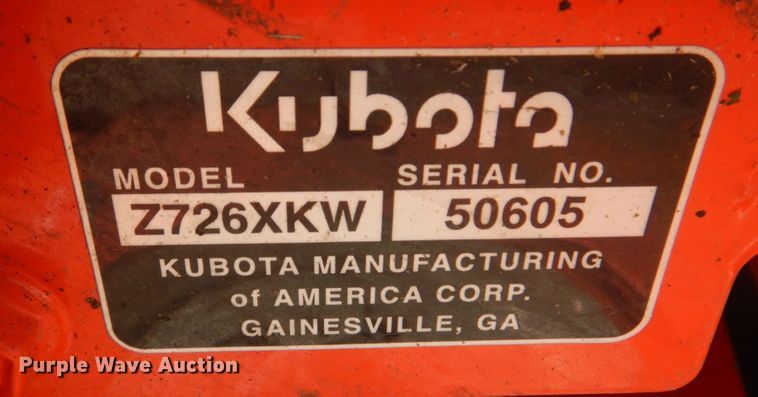 Kubota
MODEL SERIAL NO.
Z726XKW 50605
KUBOTA MANUFACTURING
of AMERICA CORP.
GAINESVILLE, GA
Purple Wave Auction